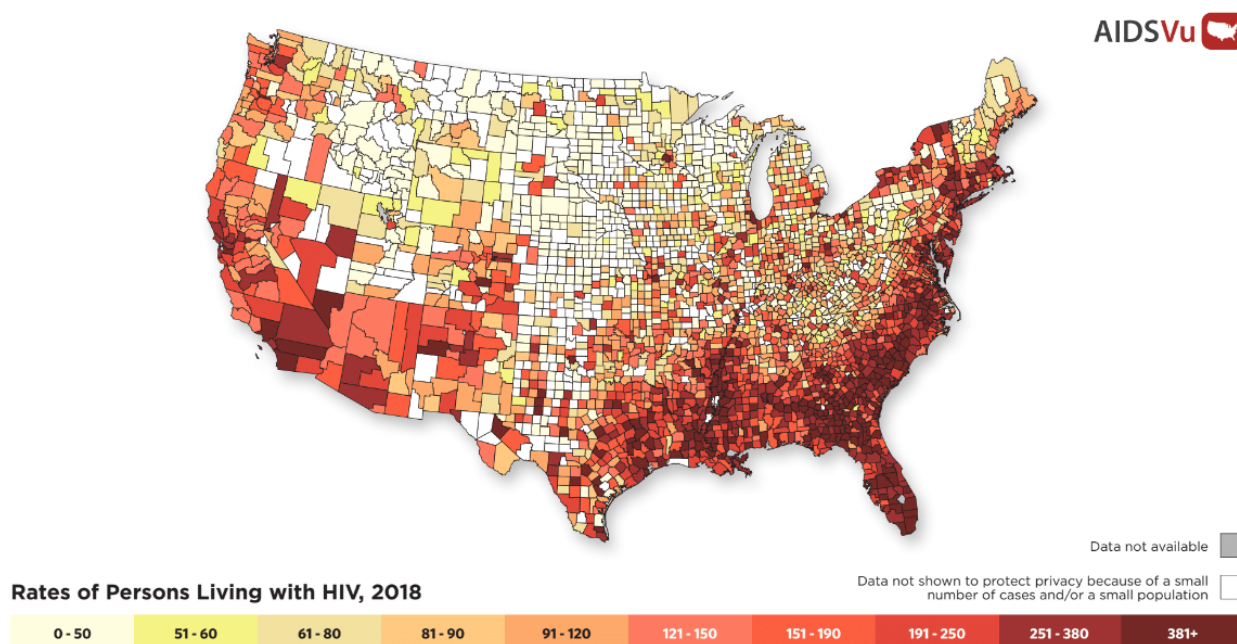 AIDSVu
Data not available
Rates of Persons Living with HIV, 2018
Data not shown to protect privacy because of a small
number of cases and/or a small population
0 - 50
51 - 60
61 - 80
81 - 90
91 - 120
121 - 150
151 - 190
191 - 250
251 - 380
381+